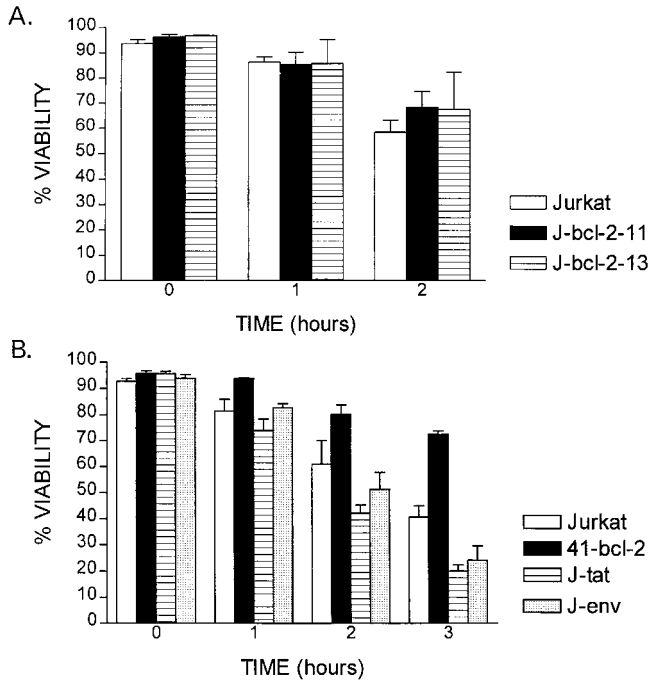 A.
% VIABILITY
100
90
80
70
60
50
40
30
20
10
0
0 1 2
TIME (hours)
Jurkat
J-bcl-2-11
J-bcl-2-13
B.
% VIABILITY
100
90
80
70
60
50
40
30
20
10
0
0 1 2 3
TIME (hours)
Jurkat
41-bcl-2
J-tat
J-env